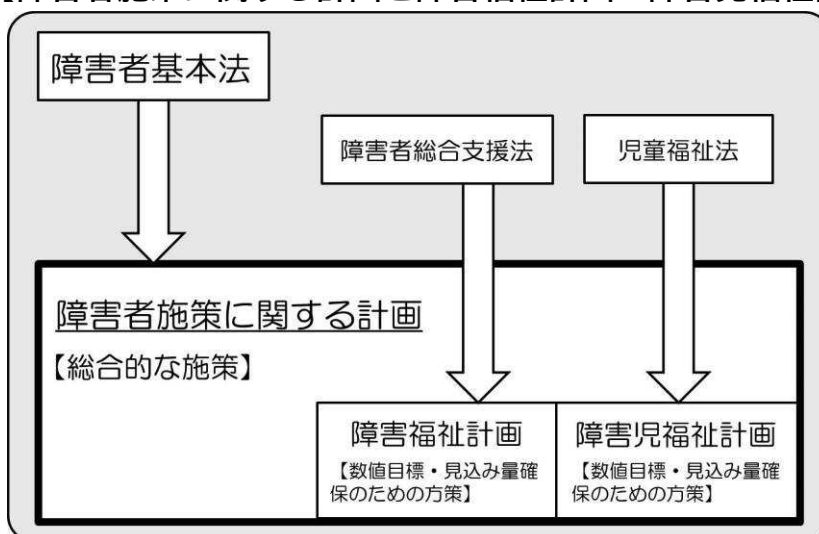 障害者基本法
障害者総合支援法
児童福祉法
障害者施策に関する計画
【総合的な施策】
障害福祉計画
【数値目標・見込み量確
保のための方策】
障害児福祉計画
【数値目標・見込み量確
保のための方策】